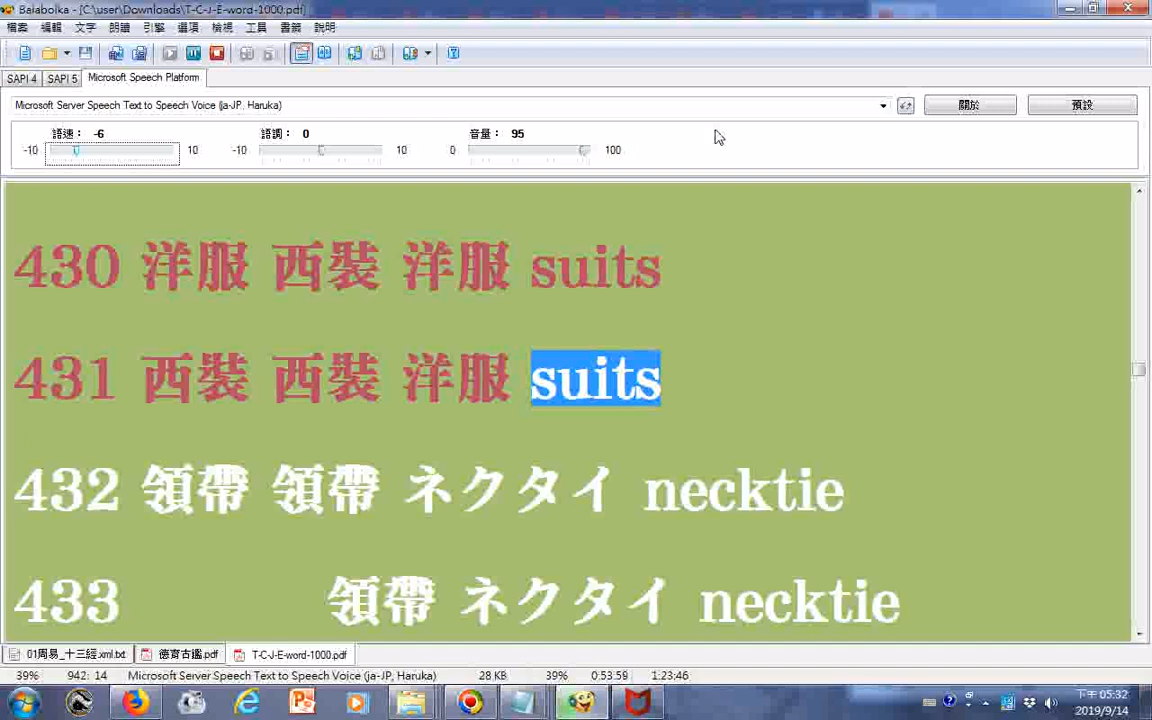 Balabolka - [C:\user\Downloads\T-C-J-E-word-1000.pdf]
檔案 編輯 文字 朗讀 引擎 選項 檢視 工具 書籤 說明
SAPI 4 SAPI 5 Microsoft Speech Platform
Microsoft Server Speech Text to Speech Voice (ja-JP, Haruka) 關於 預設
語速： -6 語調： 0 音量： 95
-10 10 -10 10 0 100
430 洋服 西裝 洋服 suits
431 西裝 西裝 洋服 suits
432 領帶 領帶 ネクタイ necktie
433 領帶 ネクタイ necktie
01周易_十三經.xml.txt 德育古鑑.pdf T-C-J-E-word-1000.pdf
39% 942: 14 Microsoft Server Speech Text to Speech Voice (ja-JP, Haruka) 28 KB 39% 0:53:59 1:23:46
下午 05:32
2019/9/14